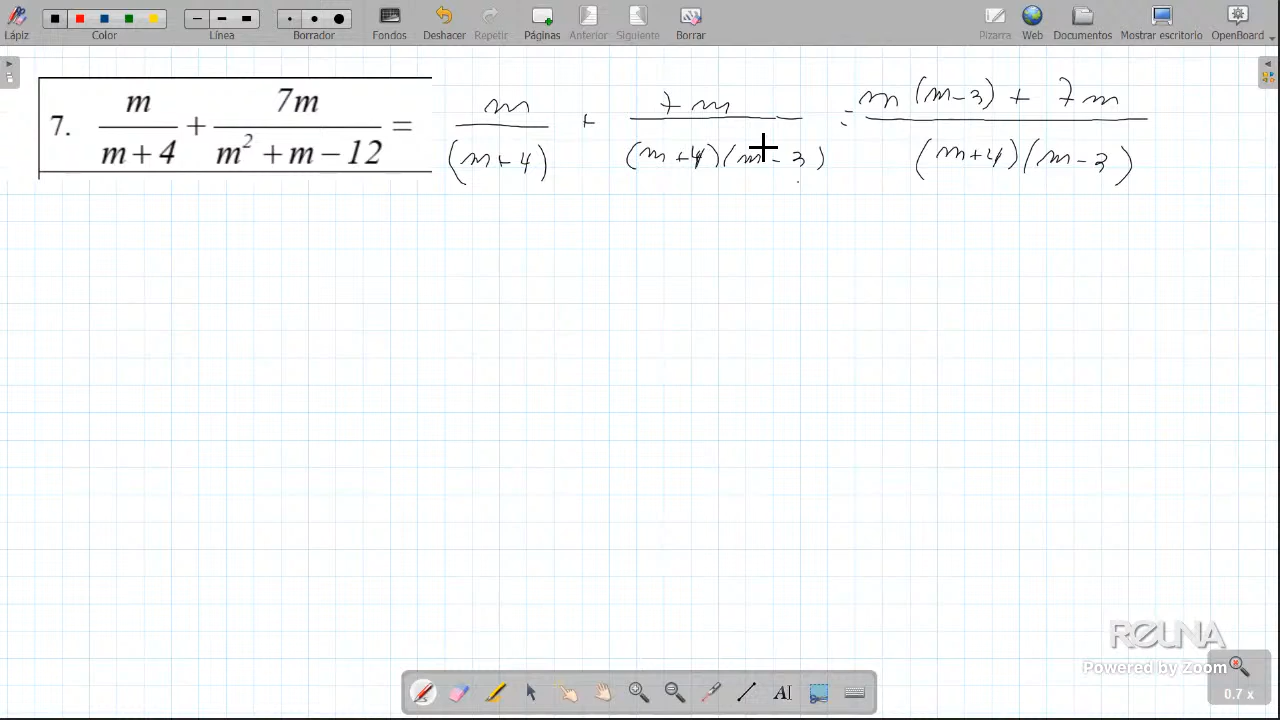 Lápiz Color Línea Borrador Fondos Deshacer Repetir Páginas Anterior Siguiente Borrar Pizarra Web Documentos Mostrar escritorio OpenBoard
7. m/(m + 4) + 7m/(m² + m − 12) = m/(m+4) + 7m/((m+4)(m-3)) = (m(m-3) + 7m)/((m+4)(m-3))
REUNA
Powered by Zoom
0.7 x